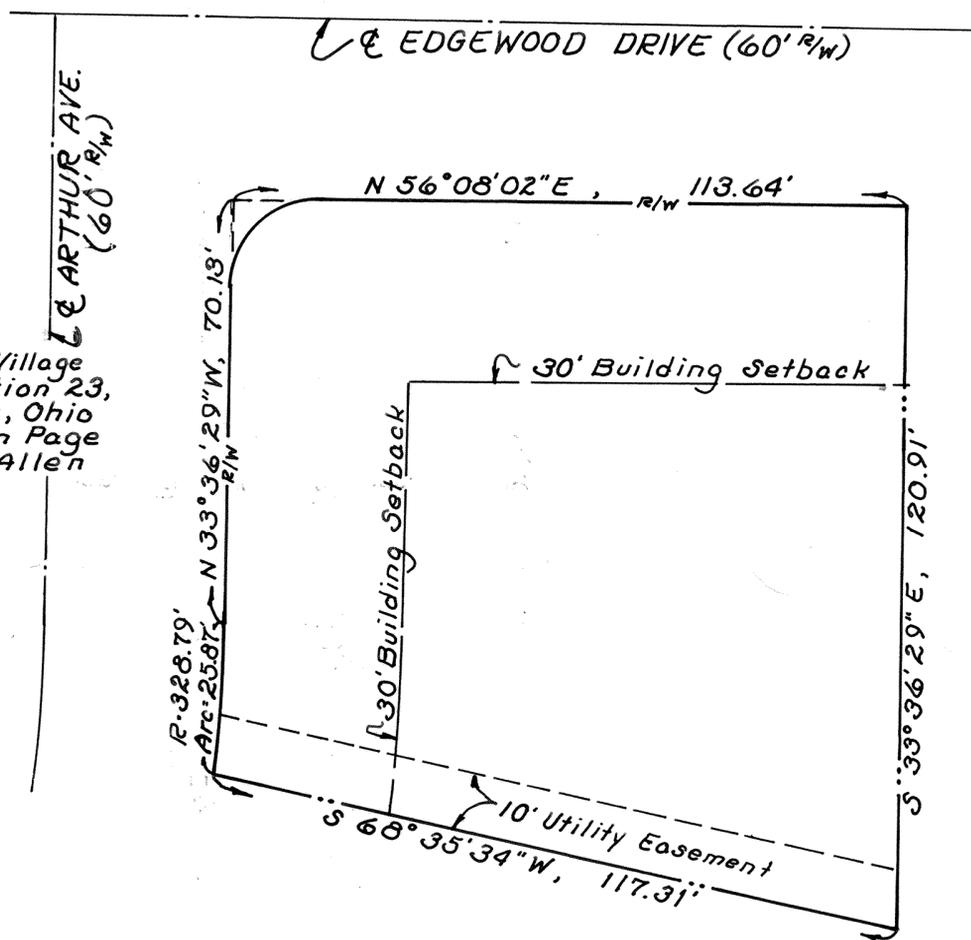 ℄ EDGEWOOD DRIVE (60' R/W)
℄ ARTHUR AVE.
(60' R/W)
N 56°08'02"E, 113.64'
R/W
N 33°36'29"W, 70.13'
R/W
Village
tion 23,
, Ohio
n Page
Allen
30' Building Setback
30' Building Setback
S 33°36'29"E, 120.91'
R=328.79'
Arc=25.87'
10' Utility Easement
S 68°35'34"W, 117.31'